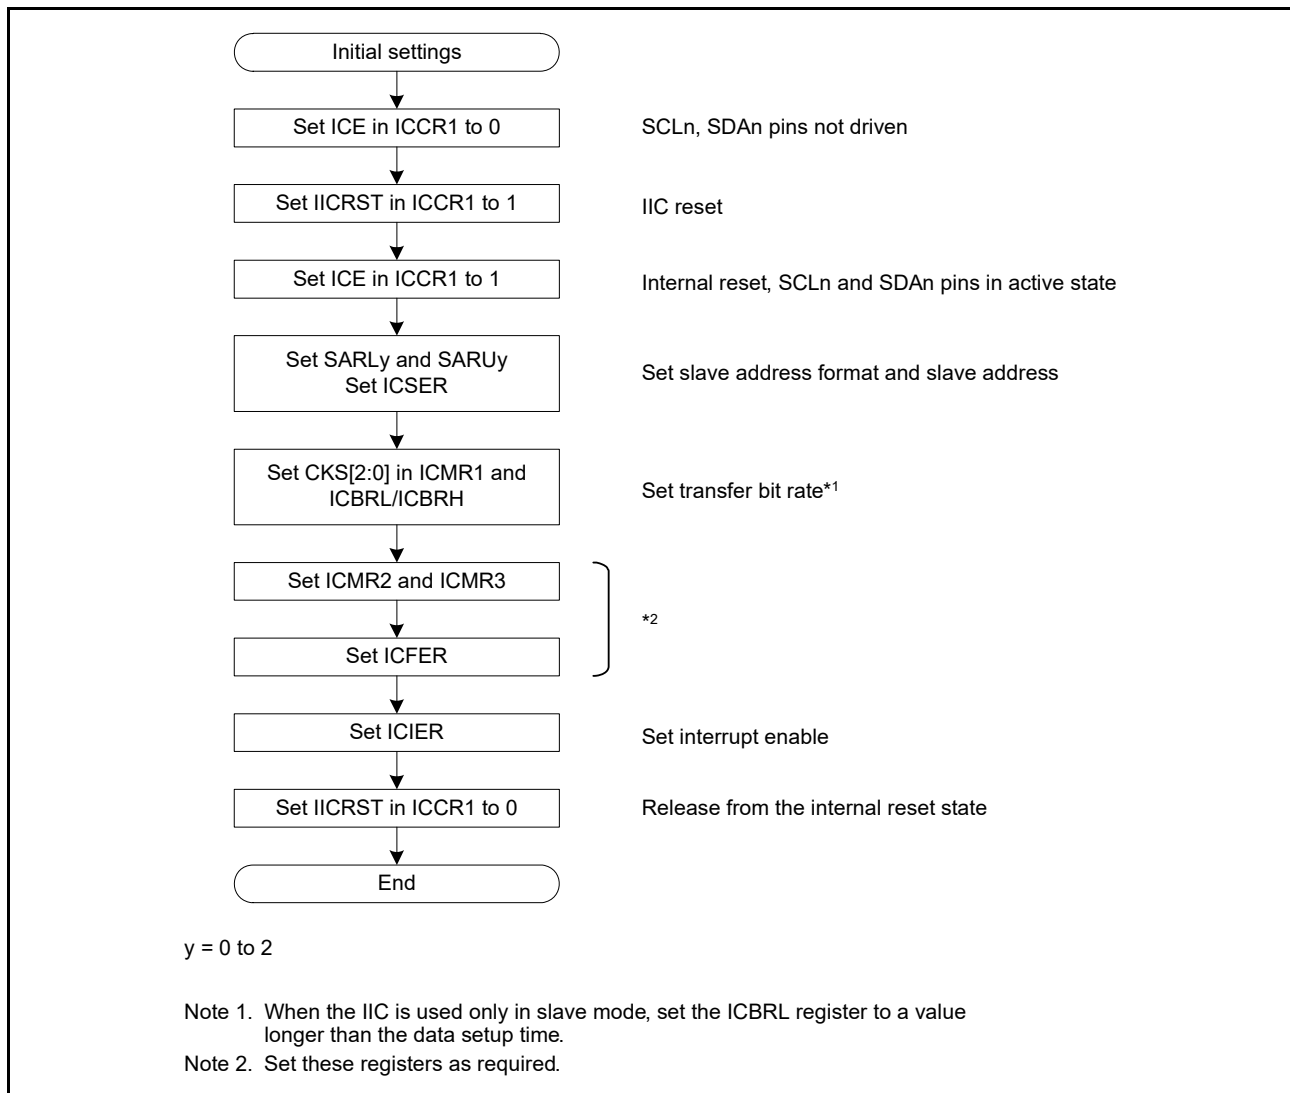 Initial settings
Set ICE in ICCR1 to 0
SCLn, SDAn pins not driven
Set IICRST in ICCR1 to 1
IIC reset
Set ICE in ICCR1 to 1
Internal reset, SCLn and SDAn pins in active state
Set SARLy and SARUy
Set ICSER
Set slave address format and slave address
Set CKS[2:0] in ICMR1 and
ICBRL/ICBRH
Set transfer bit rate*1
Set ICMR2 and ICMR3
*2
Set ICFER
Set ICIER
Set interrupt enable
Set IICRST in ICCR1 to 0
Release from the internal reset state
End
y = 0 to 2
Note 1. When the IIC is used only in slave mode, set the ICBRL register to a value
longer than the data setup time.
Note 2. Set these registers as required.